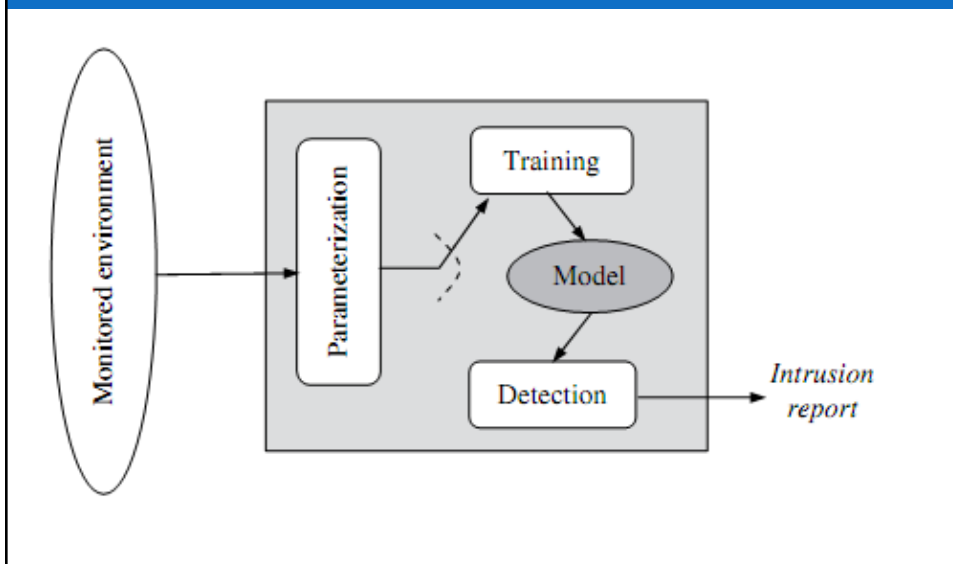 Monitored environment
Parameterization
Training
Model
Detection
Intrusion
report